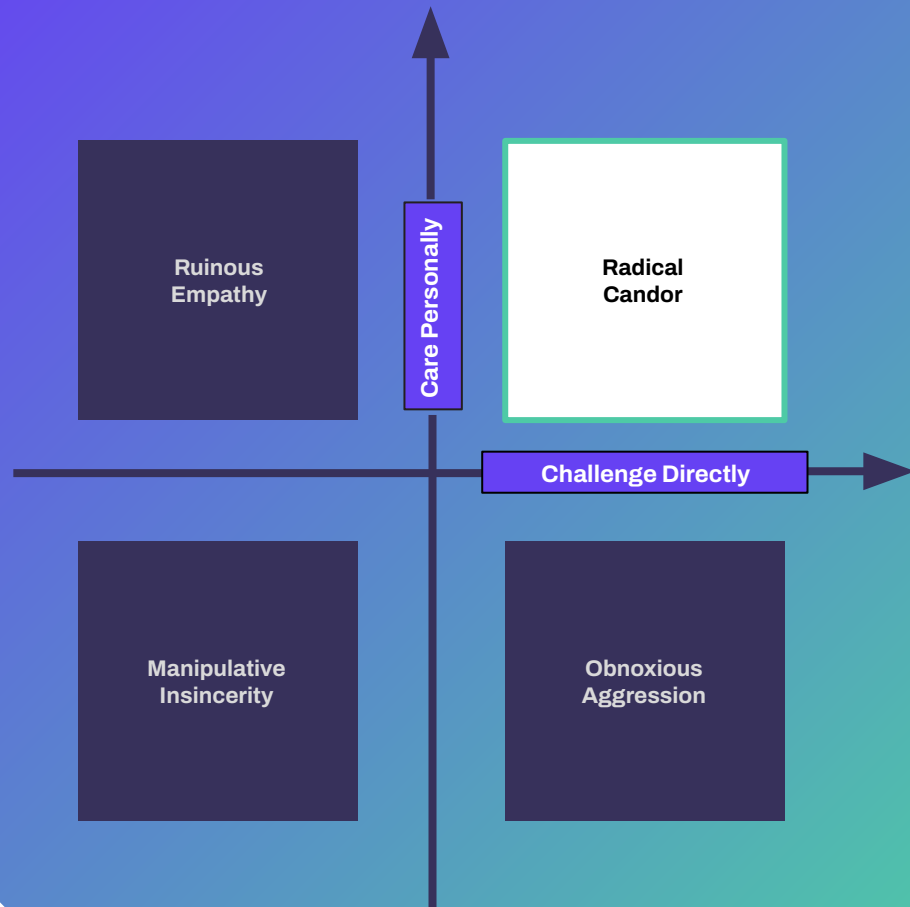 Ruinous
Empathy
Care Personally
Radical
Candor
Challenge Directly
Manipulative
Insincerity
Obnoxious
Aggression